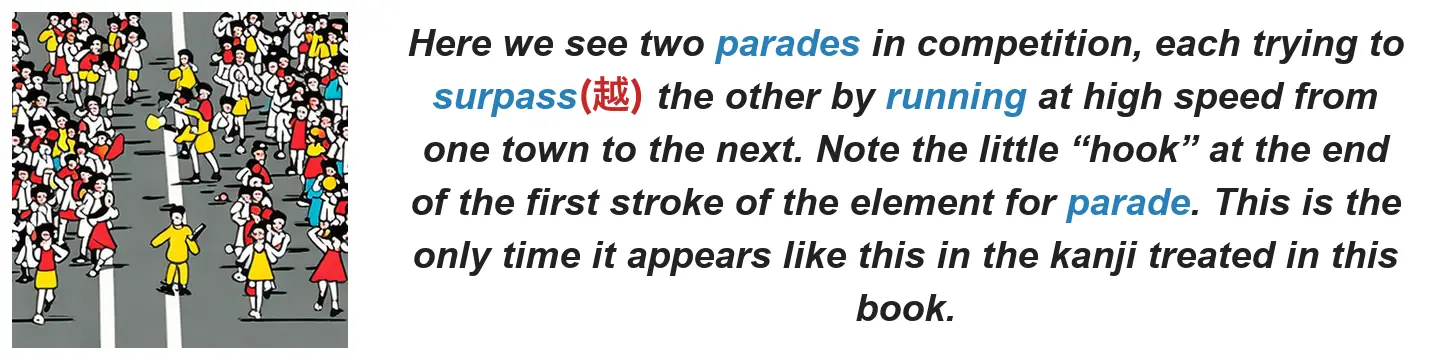 Here we see two parades in competition, each trying to
surpass(越) the other by running at high speed from
one town to the next. Note the little “hook” at the end
of the first stroke of the element for parade. This is the
only time it appears like this in the kanji treated in this
book.